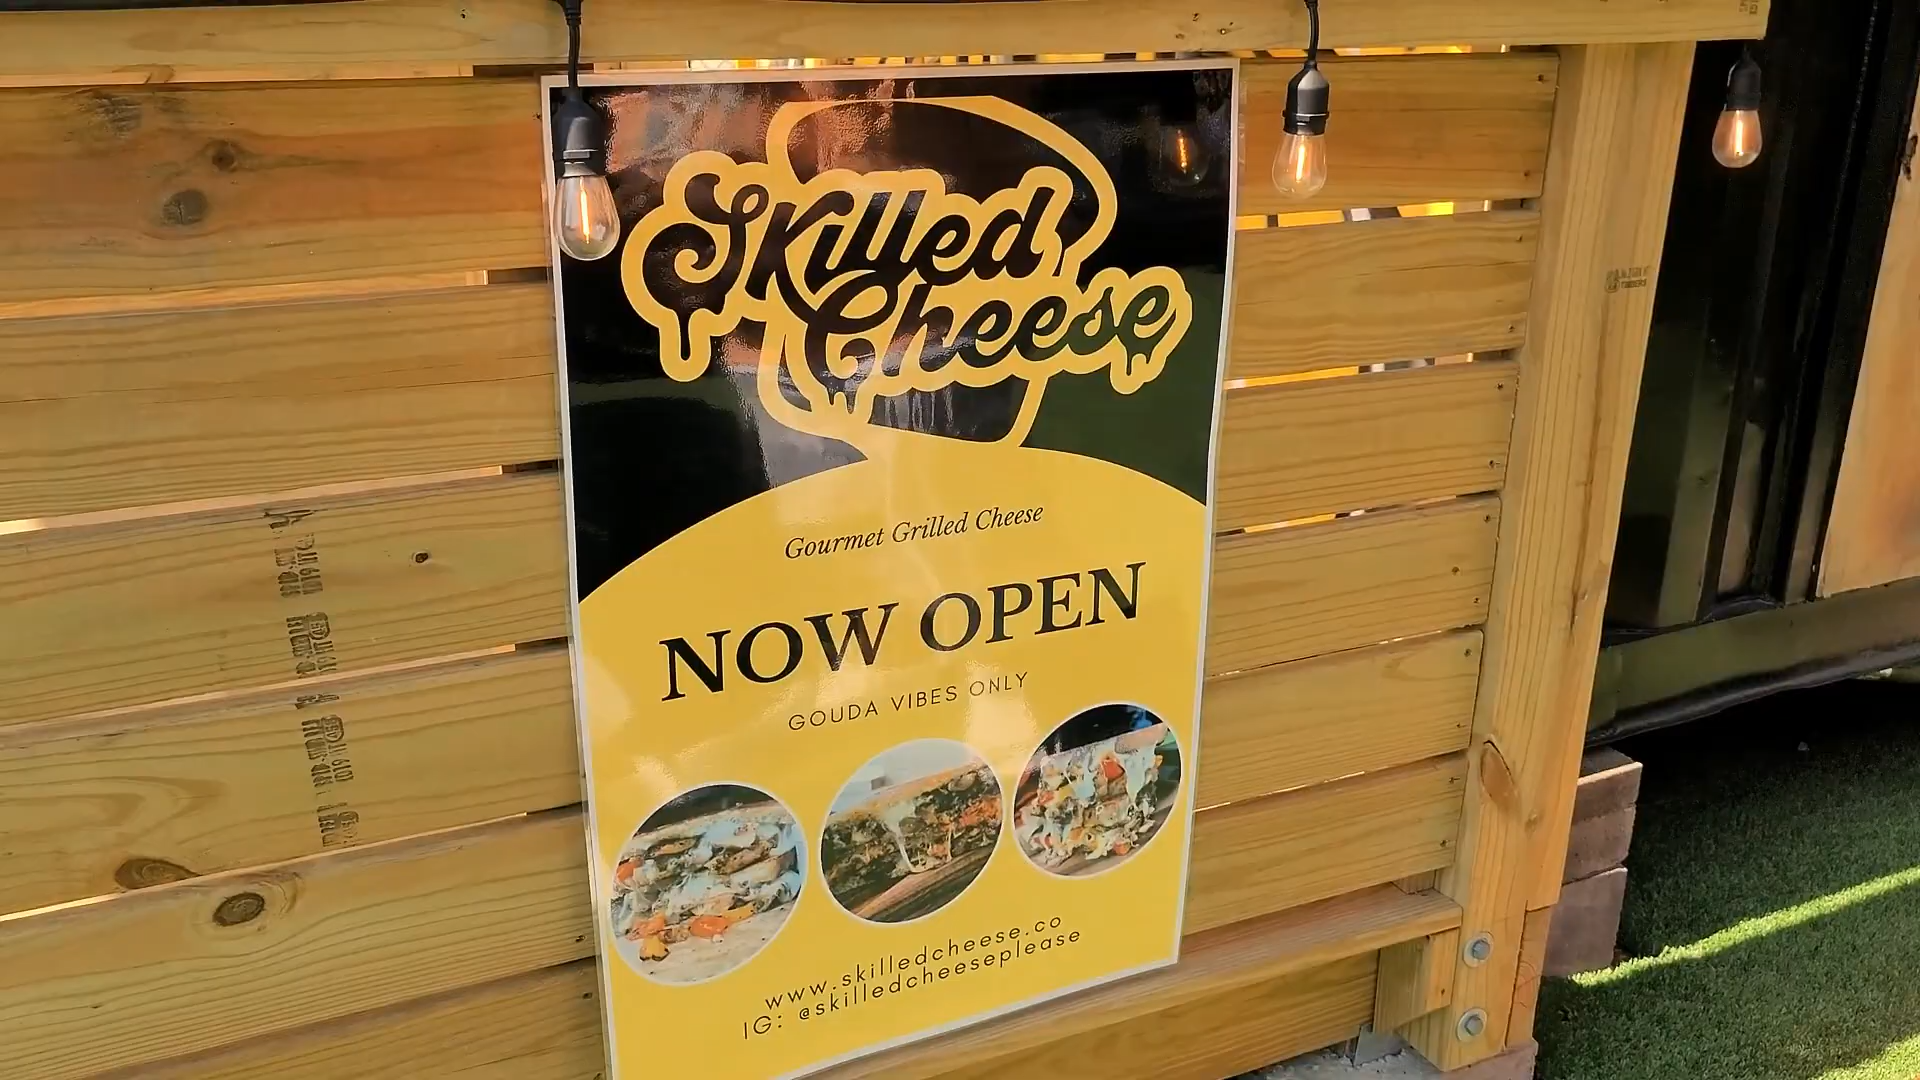 Skilled
Cheese
Gourmet Grilled Cheese
NOW OPEN
GOUDA VIBES ONLY
www.skilledcheese.co
IG: @skilledcheeseplease